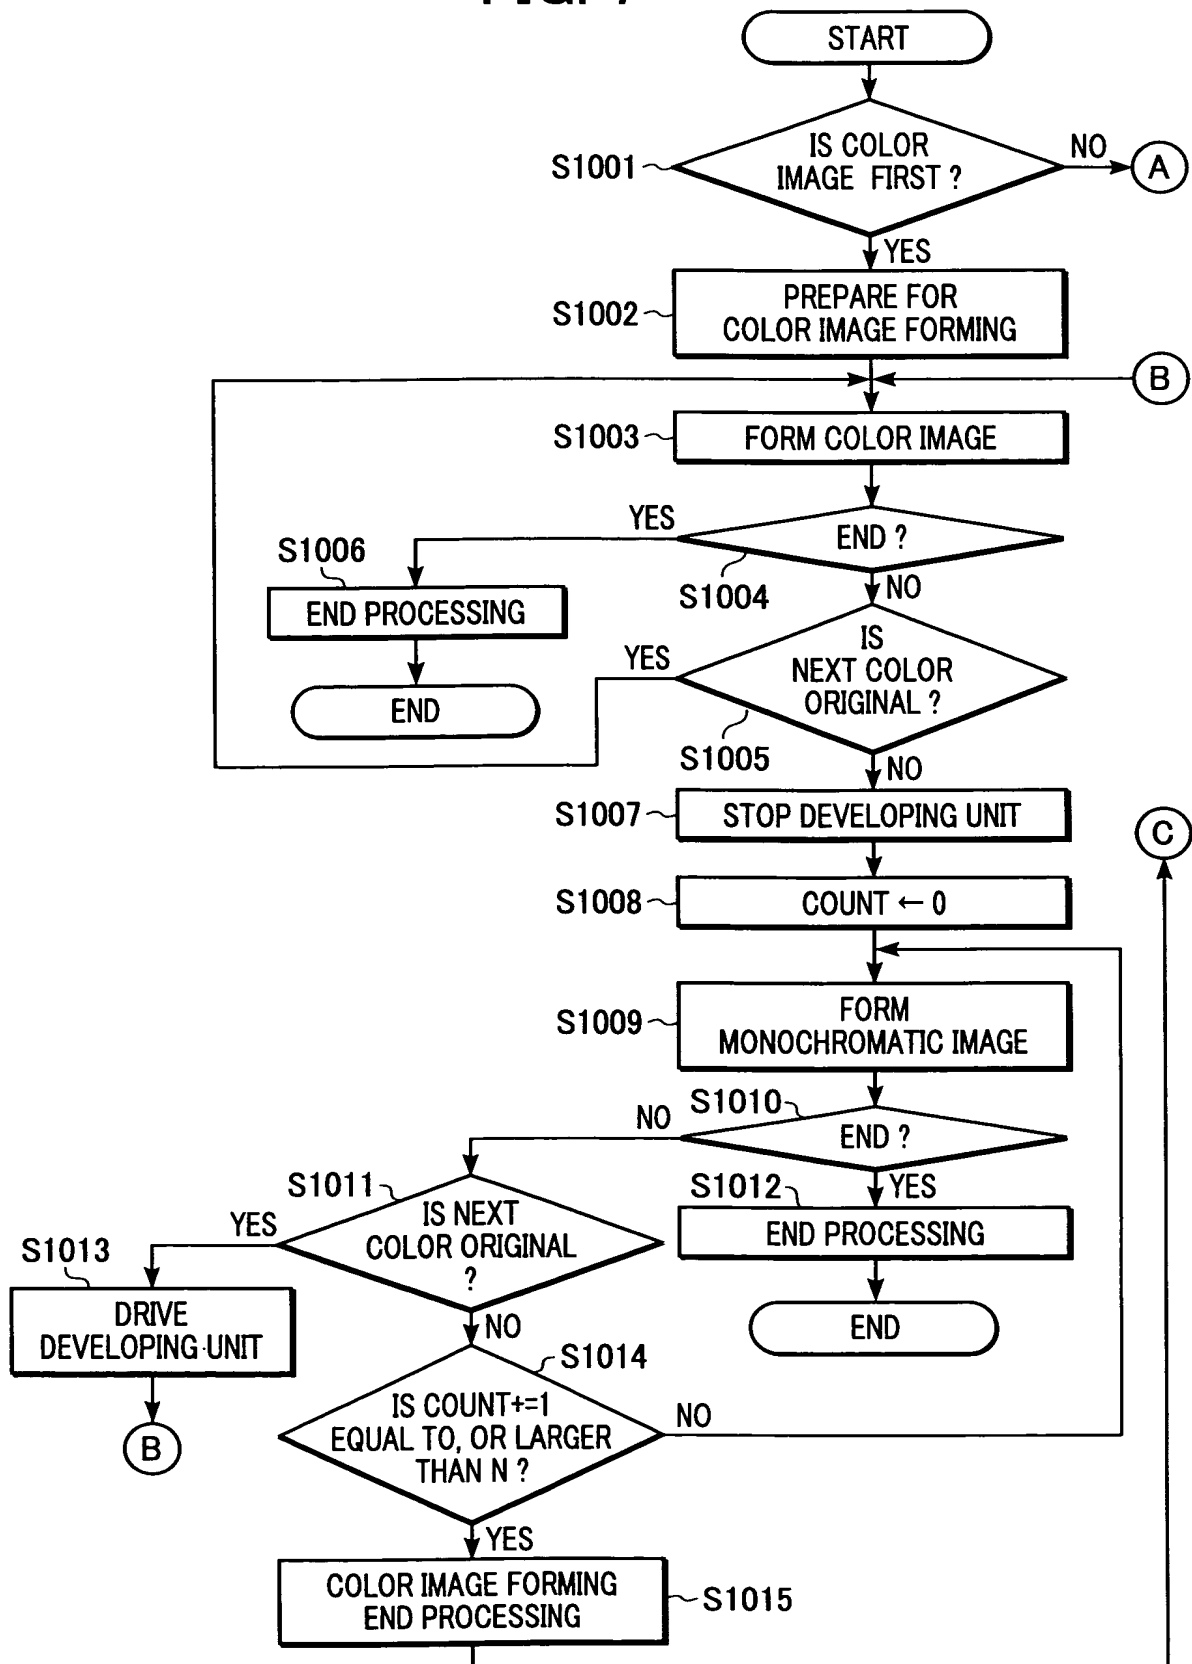 START
IS COLOR
IMAGE FIRST ?
S1001
NO
A
YES
PREPARE FOR
COLOR IMAGE FORMING
S1002
B
S1003
FORM COLOR IMAGE
YES
END ?
S1004
S1006
END PROCESSING
NO
END
YES
IS
NEXT COLOR
ORIGINAL ?
S1005
NO
S1007
STOP DEVELOPING UNIT
C
S1008
COUNT ← 0
S1009
FORM
MONOCHROMATIC IMAGE
S1010
NO
END ?
S1011
S1012
YES
YES
IS NEXT
COLOR ORIGINAL
?
END PROCESSING
S1013
DRIVE
DEVELOPING UNIT
NO
END
S1014
B
IS COUNT+=1
EQUAL TO, OR LARGER
THAN N ?
NO
YES
COLOR IMAGE FORMING
END PROCESSING
S1015